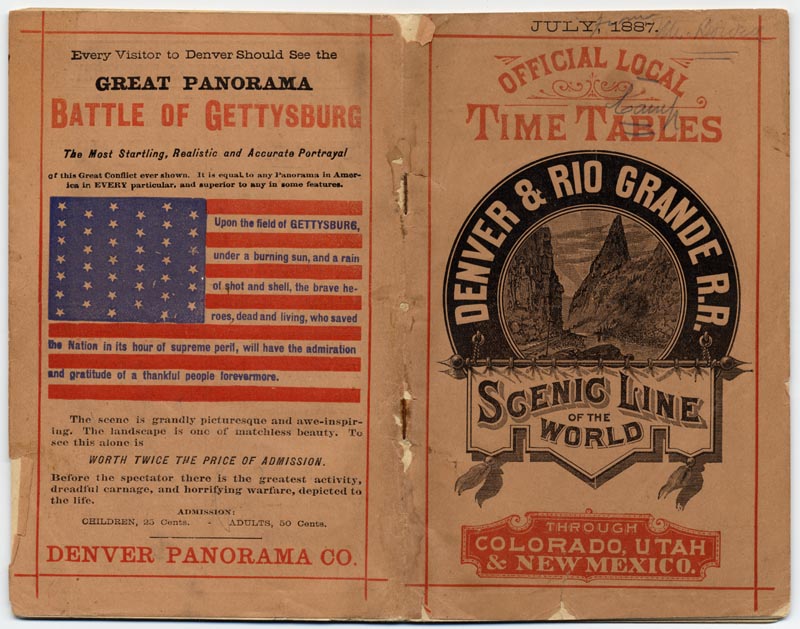 Every Visitor to Denver Should See the
GREAT PANORAMA
BATTLE OF GETTYSBURG
The Most Startling, Realistic and Accurate Portrayal
of this Great Conflict ever shown. It is equal to any Panorama in Amer-
ica in EVERY particular, and superior to any in some features.
Upon the field of GETTYSBURG,
under a burning sun, and a rain
of shot and shell, the brave he-
roes, dead and living, who saved
the Nation in its hour of supreme peril, will have the admiration
and gratitude of a thankful people forevermore.
The scene is grandly picturesque and awe-inspir-
ing. The landscape is one of matchless beauty. To
see this alone is
WORTH TWICE THE PRICE OF ADMISSION.
Before the spectator there is the greatest activity,
dreadful carnage, and horrifying warfare, depicted to
the life.
ADMISSION:
CHILDREN, 25 Cents. - ADULTS, 50 Cents.
DENVER PANORAMA CO.
JULY, 1887.
OFFICIAL LOCAL
TIME TABLES
DENVER & RIO GRANDE R.R.
SCENIC LINE
OF THE
WORLD
THROUGH
COLORADO, UTAH
& NEW MEXICO.